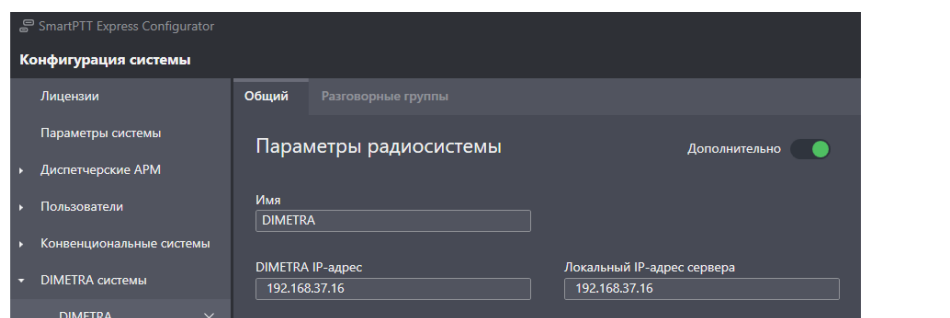 SmartPTT Express Configurator
Конфигурация системы
Лицензии
Параметры системы
Диспетчерские АРМ
Пользователи
Конвенциональные системы
DIMETRA системы
DIMETRA
Общий Разговорные группы
Параметры радиосистемы Дополнительно
Имя
DIMETRA
DIMETRA IP-адрес Локальный IP-адрес сервера
192.168.37.16 192.168.37.16